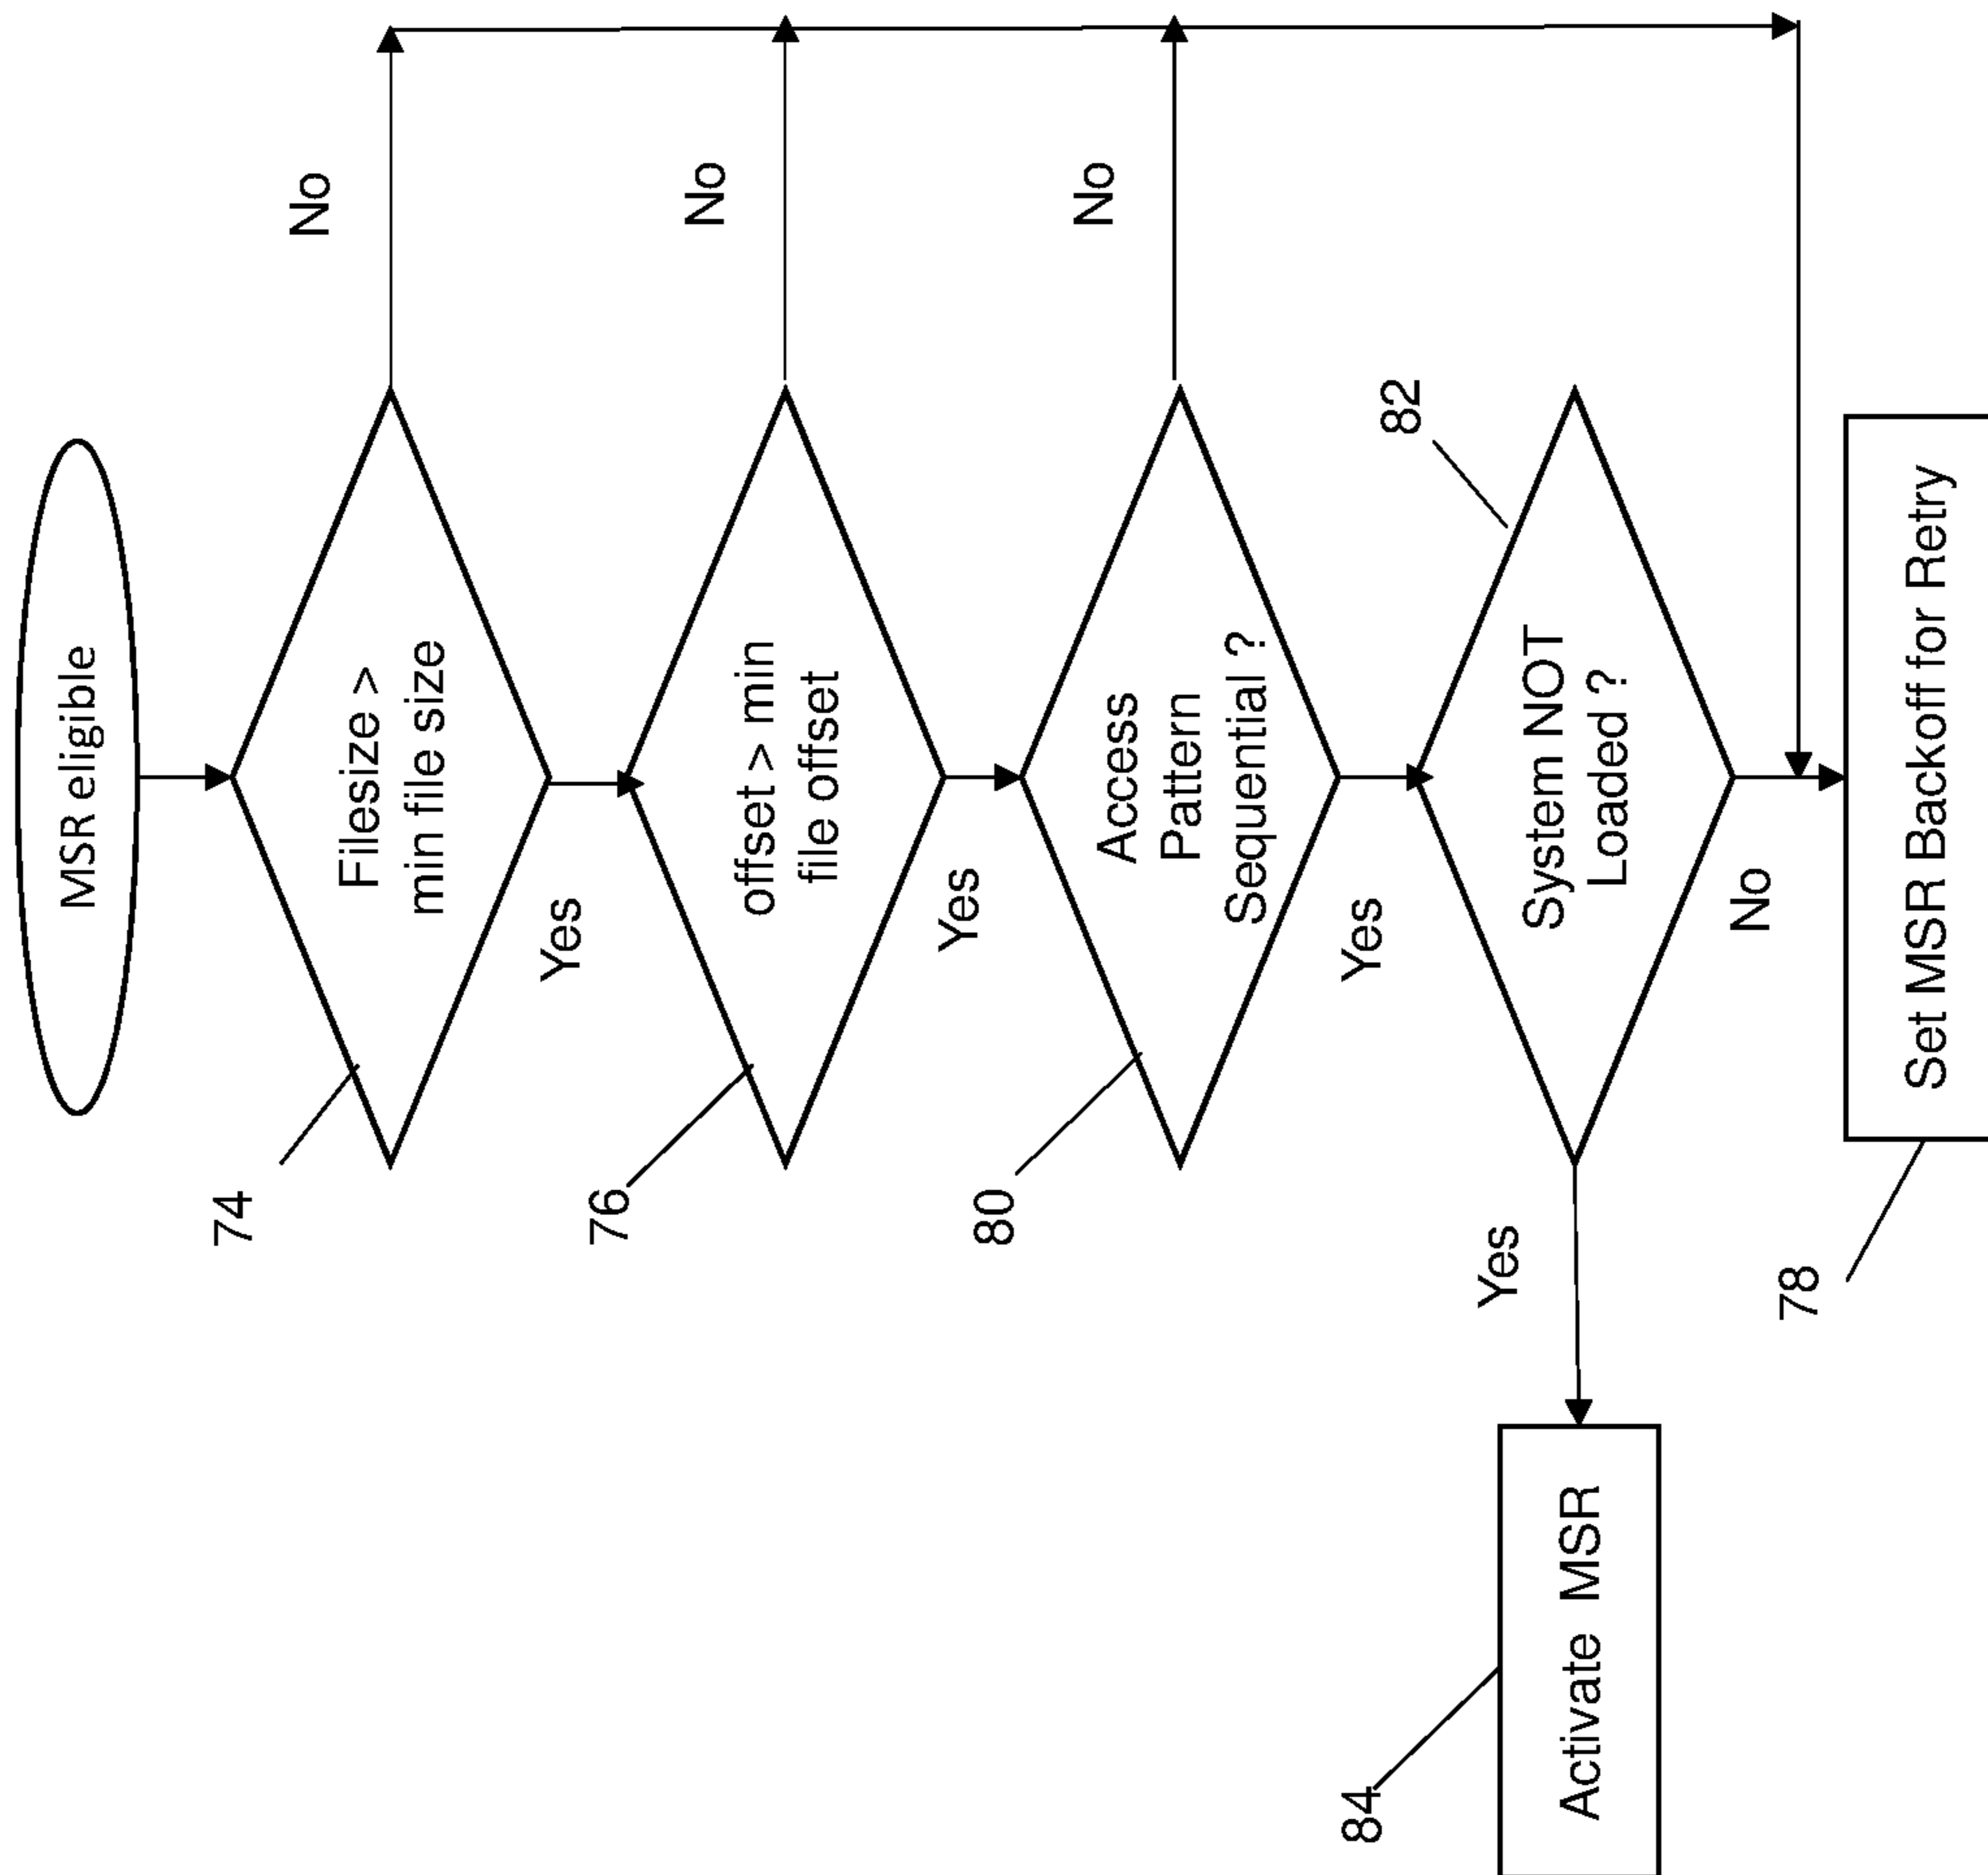 MSR eligible
74
Filesize >
min file size
No
Yes
76
offset > min
file offset
No
Yes
80
Access
Pattern
Sequential ?
No
Yes
82
System NOT
Loaded ?
Yes
84
Activate MSR
No
78
Set MSR Backoff for Retry